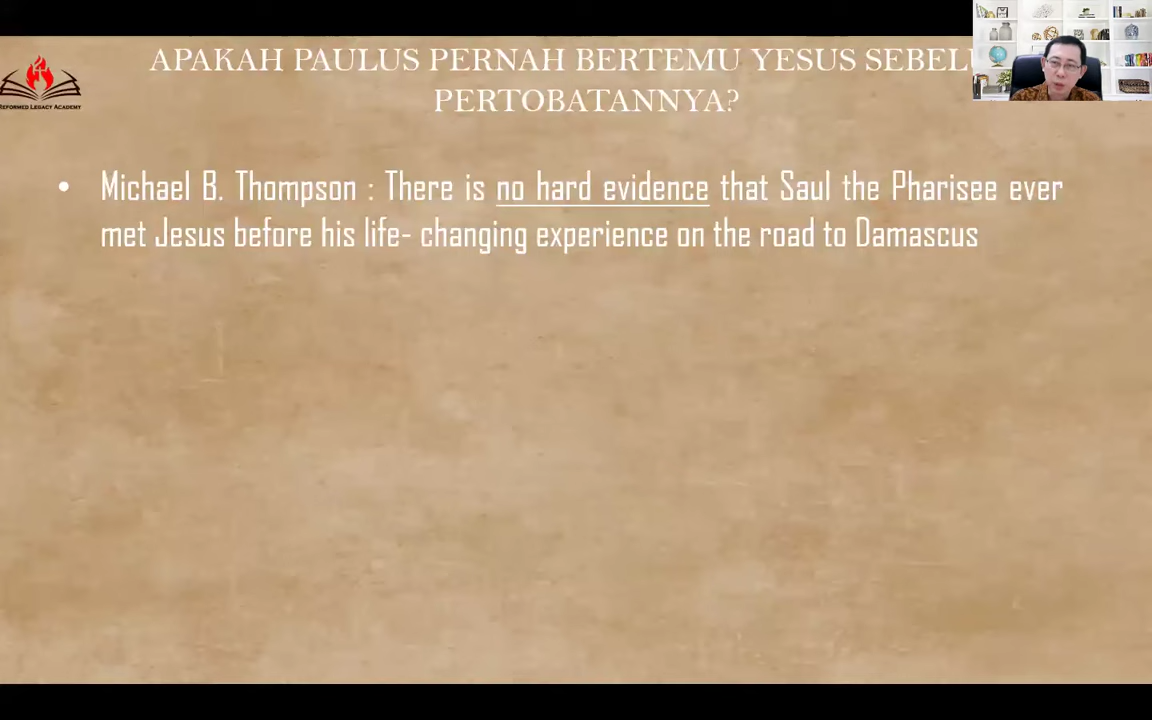 APAKAH PAULUS PERNAH BERTEMU YESUS
PERTOBATANNYA?
REFORMED LEGACY ACADEMY
• Michael B. Thompson : There is no hard evidence that Saul the Pharisee ever
met Jesus before his life- changing experience on the road to Damascus